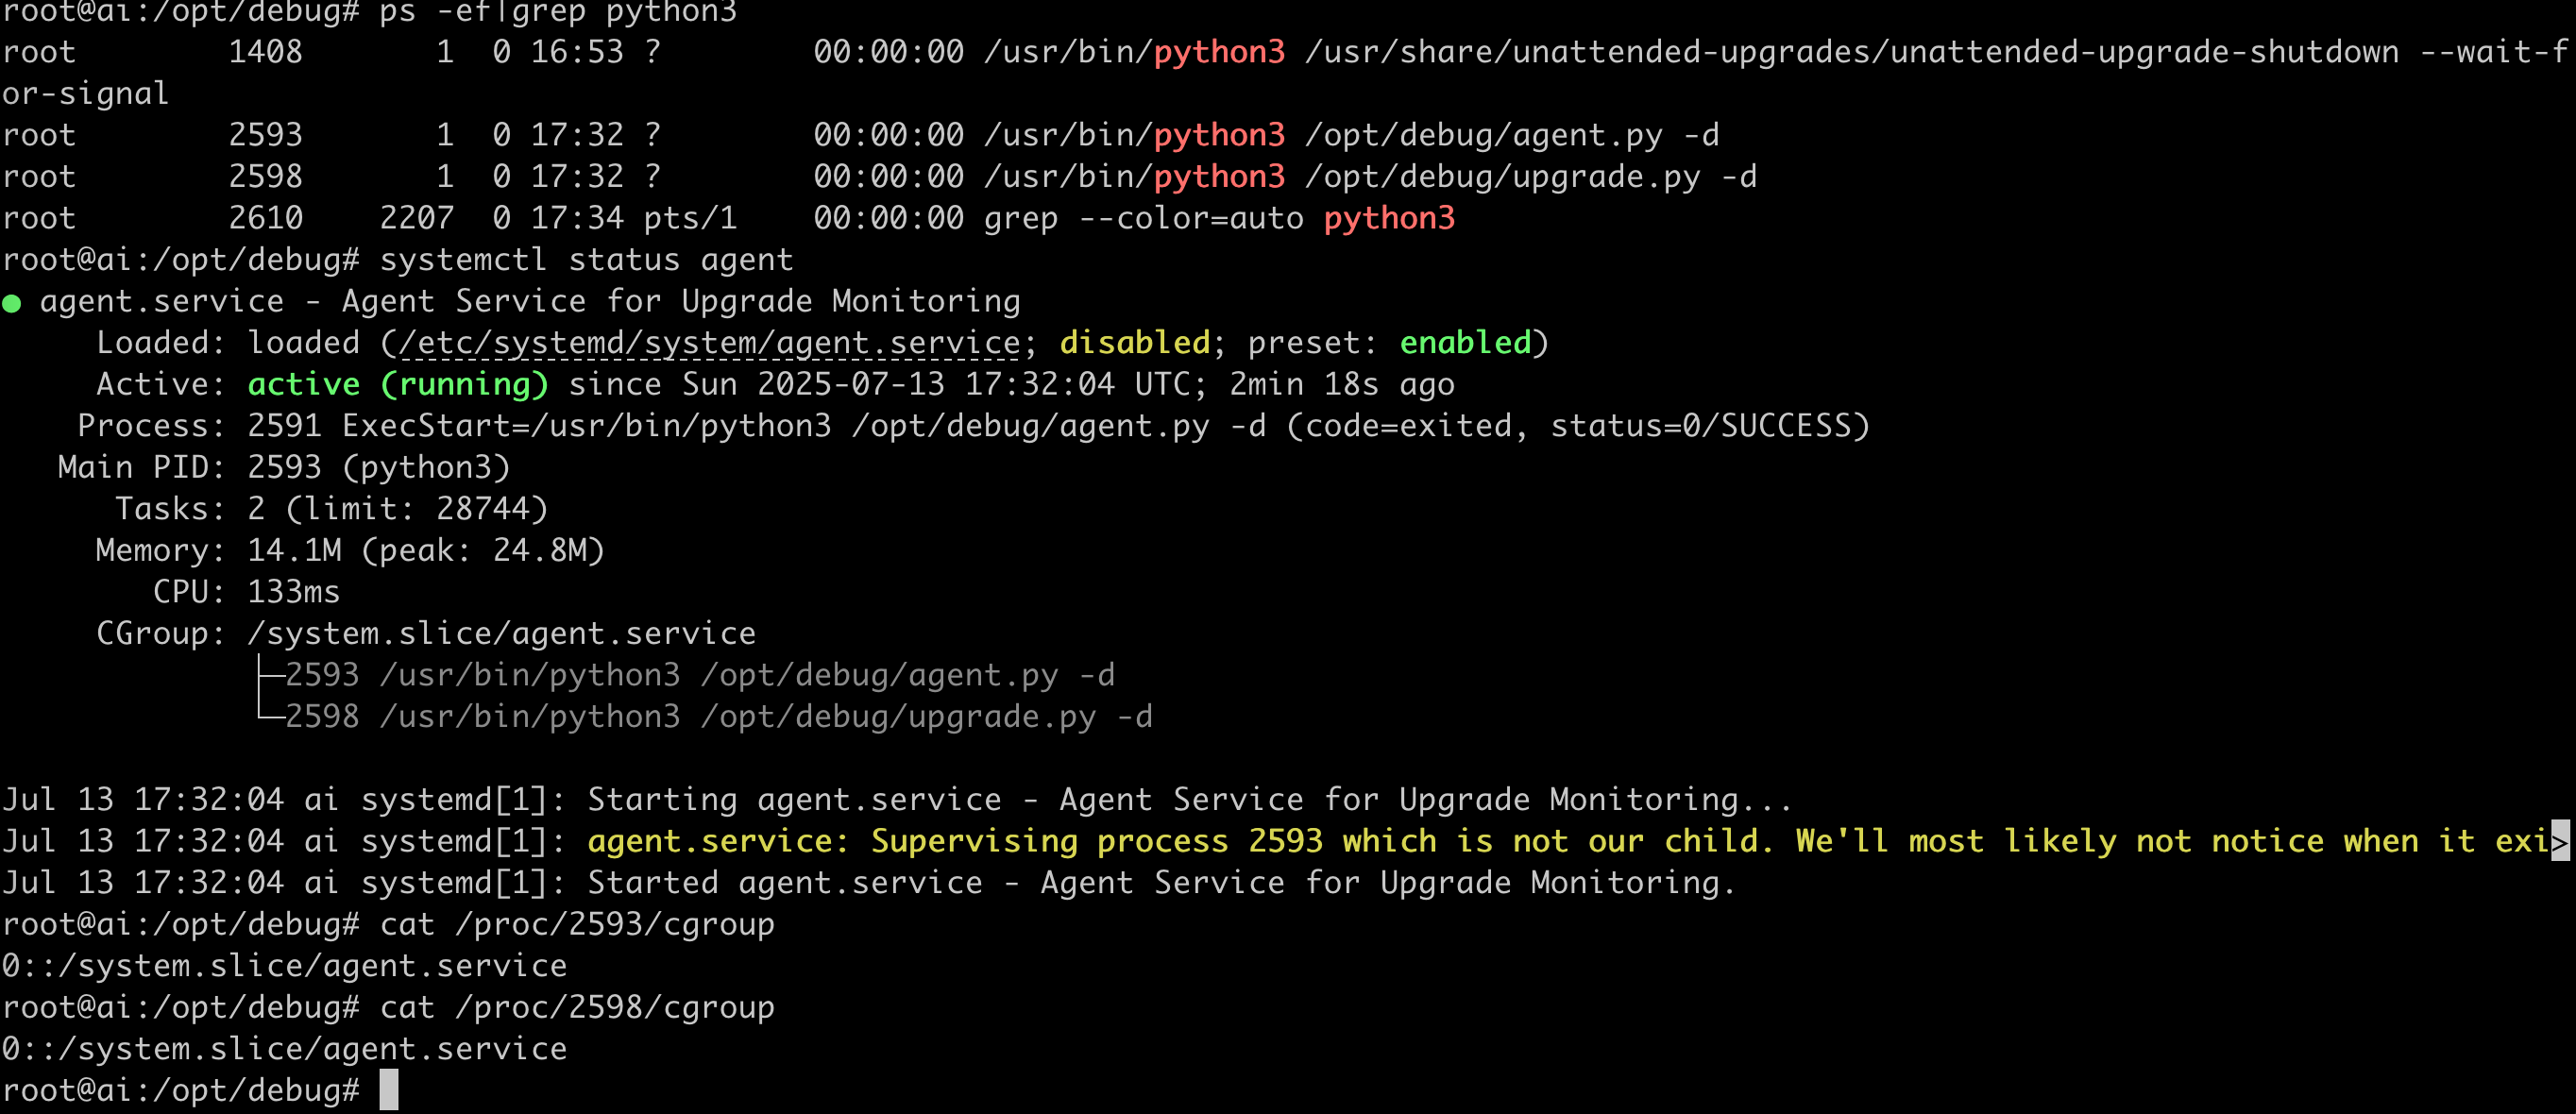 root@ai:/opt/debug# ps -ef|grep python3
root        1408       1  0 16:53 ?        00:00:00 /usr/bin/python3 /usr/share/unattended-upgrades/unattended-upgrade-shutdown --wait-f
or-signal
root        2593       1  0 17:32 ?        00:00:00 /usr/bin/python3 /opt/debug/agent.py -d
root        2598       1  0 17:32 ?        00:00:00 /usr/bin/python3 /opt/debug/upgrade.py -d
root        2610    2207  0 17:34 pts/1    00:00:00 grep --color=auto python3
root@ai:/opt/debug# systemctl status agent
● agent.service - Agent Service for Upgrade Monitoring
     Loaded: loaded (/etc/systemd/system/agent.service; disabled; preset: enabled)
     Active: active (running) since Sun 2025-07-13 17:32:04 UTC; 2min 18s ago
    Process: 2591 ExecStart=/usr/bin/python3 /opt/debug/agent.py -d (code=exited, status=0/SUCCESS)
   Main PID: 2593 (python3)
      Tasks: 2 (limit: 28744)
     Memory: 14.1M (peak: 24.8M)
        CPU: 133ms
     CGroup: /system.slice/agent.service
             ├─2593 /usr/bin/python3 /opt/debug/agent.py -d
             └─2598 /usr/bin/python3 /opt/debug/upgrade.py -d
Jul 13 17:32:04 ai systemd[1]: Starting agent.service - Agent Service for Upgrade Monitoring...
Jul 13 17:32:04 ai systemd[1]: agent.service: Supervising process 2593 which is not our child. We'll most likely not notice when it exi>
Jul 13 17:32:04 ai systemd[1]: Started agent.service - Agent Service for Upgrade Monitoring.
root@ai:/opt/debug# cat /proc/2593/cgroup
0::/system.slice/agent.service
root@ai:/opt/debug# cat /proc/2598/cgroup
0::/system.slice/agent.service
root@ai:/opt/debug#